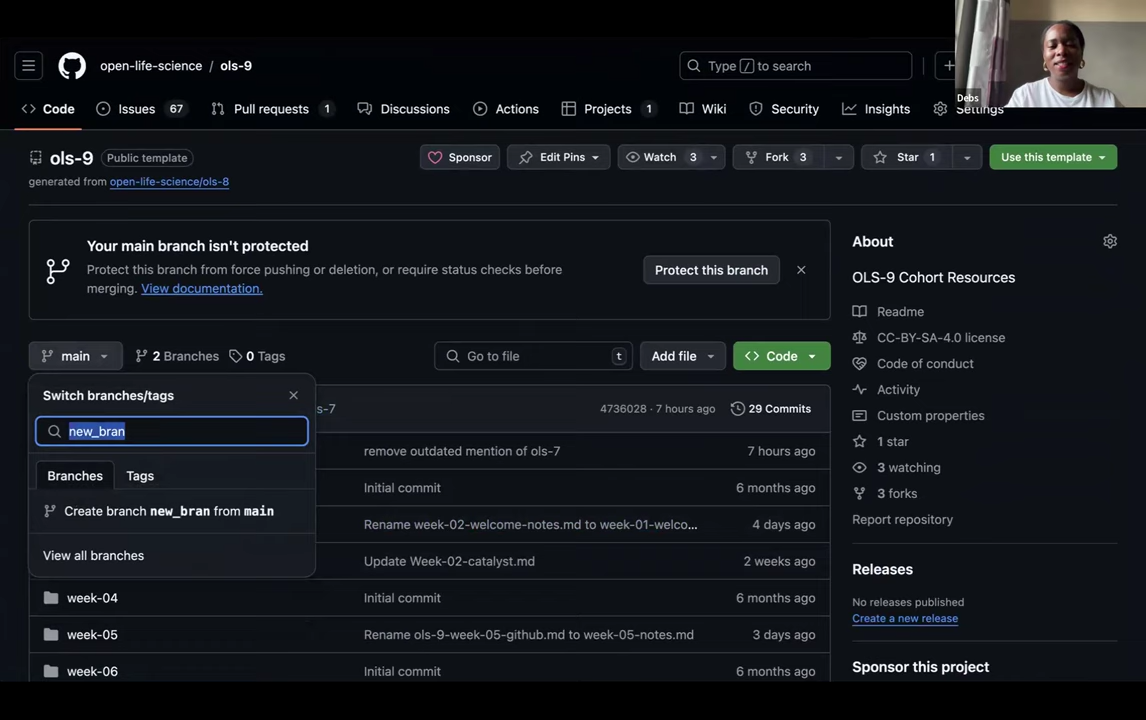 open-life-science / ols-9
Type / to search
Debs
Code
Issues 67
Pull requests 1
Discussions
Actions
Projects 1
Wiki
Security
Insights
Settings
ols-9 Public template
Sponsor
Edit Pins
Watch 3
Fork 3
Star 1
Use this template
generated from open-life-science/ols-8
Your main branch isn't protected
Protect this branch from force pushing or deletion, or require status checks before
merging. View documentation.
Protect this branch
main
2 Branches
0 Tags
Go to file t
Add file
Code
Switch branches/tags
new_bran
Branches
Tags
Create branch new_bran from main
View all branches
s-7
4736028 · 7 hours ago
29 Commits
remove outdated mention of ols-7
7 hours ago
Initial commit
6 months ago
Rename week-02-welcome-notes.md to week-01-welco...
4 days ago
Update Week-02-catalyst.md
2 weeks ago
week-04
Initial commit
6 months ago
week-05
Rename ols-9-week-05-github.md to week-05-notes.md
3 days ago
week-06
Initial commit
6 months ago
About
OLS-9 Cohort Resources
Readme
CC-BY-SA-4.0 license
Code of conduct
Activity
Custom properties
1 star
3 watching
3 forks
Report repository
Releases
No releases published
Create a new release
Sponsor this project